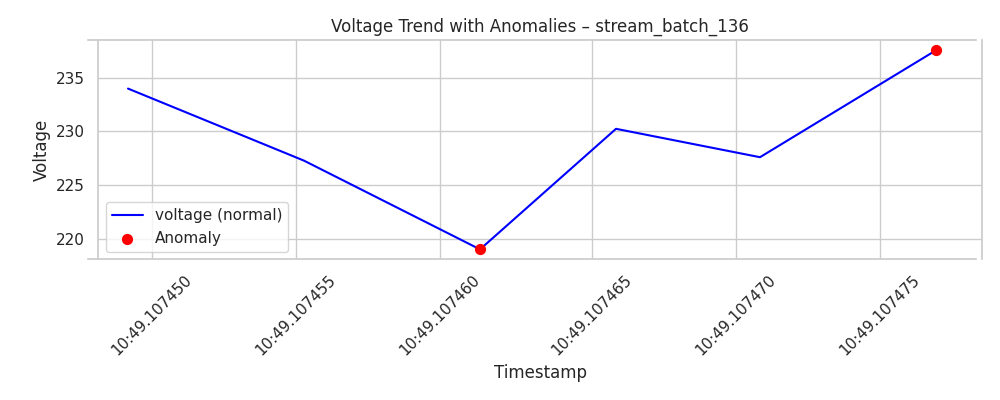 Voltage Trend with Anomalies – stream_batch_136
Voltage
235
230
225
220
voltage (normal)
Anomaly
10:49.107450
10:49.107455
10:49.107460
10:49.107465
10:49.107470
10:49.107475
Timestamp